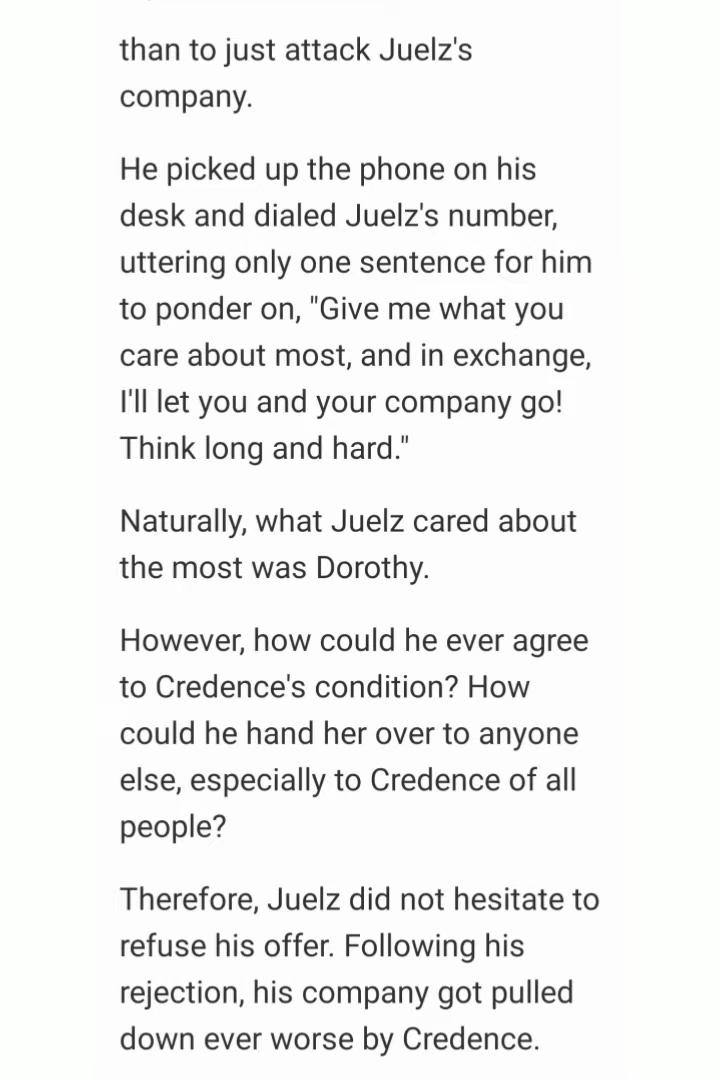 than to just attack Juelz's
company.
He picked up the phone on his
desk and dialed Juelz's number,
uttering only one sentence for him
to ponder on, "Give me what you
care about most, and in exchange,
I'll let you and your company go!
Think long and hard."
Naturally, what Juelz cared about
the most was Dorothy.
However, how could he ever agree
to Credence's condition? How
could he hand her over to anyone
else, especially to Credence of all
people?
Therefore, Juelz did not hesitate to
refuse his offer. Following his
rejection, his company got pulled
down ever worse by Credence.